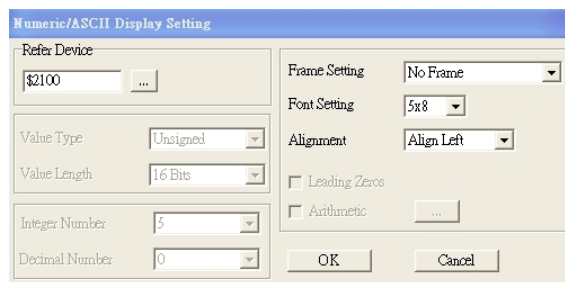 Numeric/ASCII Display Setting
Refer Device
$2100
...
Value Type
Unsigned
Value Length
16 Bits
Integer Number
5
Decimal Number
0
Frame Setting
No Frame
Font Setting
5x8
Alignment
Align Left
Leading Zeros
Arithmetic
...
OK
Cancel